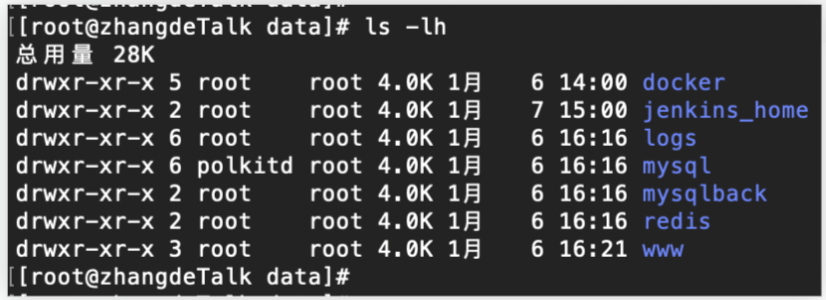 [[root@zhangdeTalk data]# ls -lh
总用量 28K
drwxr-xr-x 5 root    root 4.0K 1月   6 14:00 docker
drwxr-xr-x 2 root    root 4.0K 1月   7 15:00 jenkins_home
drwxr-xr-x 6 root    root 4.0K 1月   6 16:16 logs
drwxr-xr-x 6 polkitd root 4.0K 1月   6 16:16 mysql
drwxr-xr-x 2 root    root 4.0K 1月   6 16:16 mysqlback
drwxr-xr-x 2 root    root 4.0K 1月   6 16:16 redis
drwxr-xr-x 3 root    root 4.0K 1月   6 16:21 www
[[root@zhangdeTalk data]#